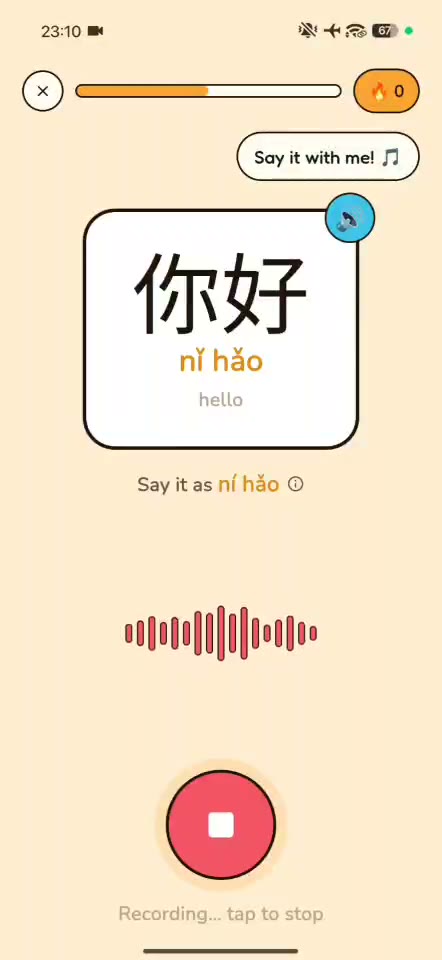 23:10
67
0
Say it with me! 🎵
你好
nǐ hǎo
hello
Say it as ní hǎo
Recording... tap to stop